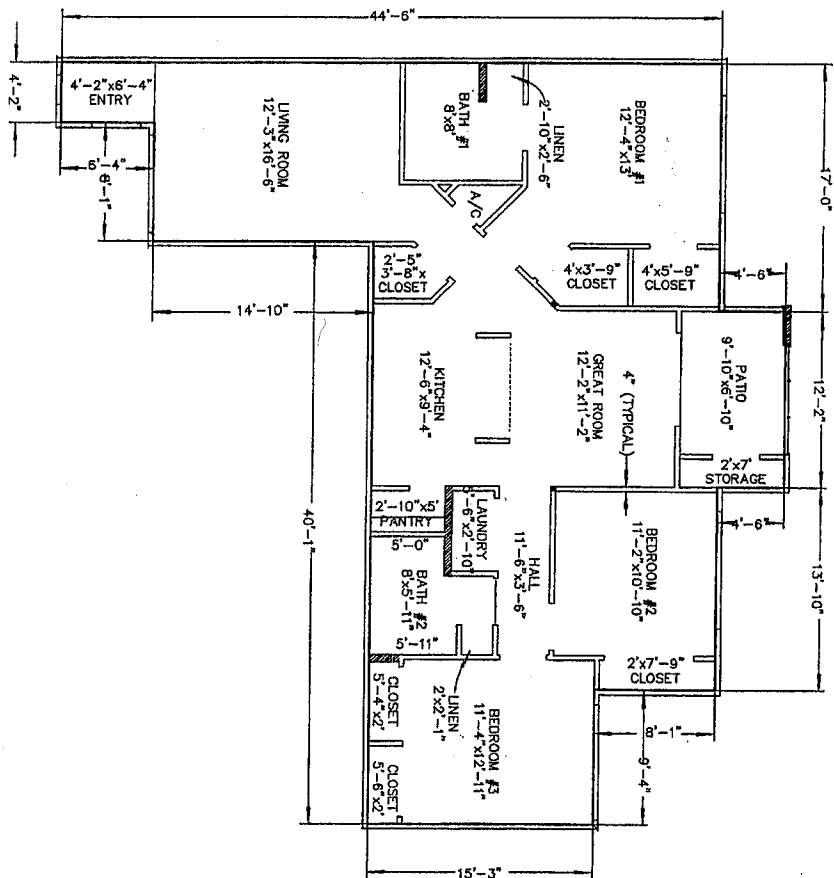 44'-6"
4'-2"
4'-2"x6'-4"
ENTRY
6'-4"
8'-1"
LIVING ROOM
12'-3"x16'-6"
BATH #1
8'x8'
LINEN
2'-10"x2'-6"
BEDROOM #1
12'-4"x13'
17'-0"
A/C
2'-5"
3'-8"x
CLOSET
4'x3'-9"
CLOSET
4'x5'-9"
CLOSET
4'-6"
14'-10"
KITCHEN
12'-6"x9'-4"
GREAT ROOM
12'-2"x11'-2"
4" (TYPICAL)
PATIO
9'-10"x6'-10"
12'-2"
2'x7'
STORAGE
4'-6"
40'-1"
2'-10"x5'
PANTRY
5'-0"
LAUNDRY
5'-6"x2'-10"
HALL
11'-6"x3'-6"
BEDROOM #2
11'-2"x10'-10"
13'-10"
BATH #2
8'x5'-11"
5'-11"
LINEN
2'x2'-1"
2'x7'-9"
CLOSET
CLOSET
5'-4"x2'
CLOSET
5'-6"x2'
BEDROOM #3
11'-4"x12'-11"
8'-1"
9'-4"
15'-3"